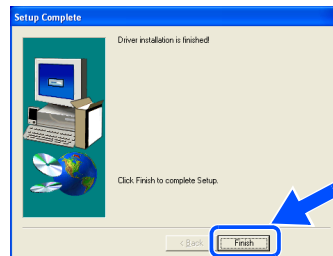 Setup Complete
Driver installation is finished!
Click Finish to complete Setup.
< Back
Finish